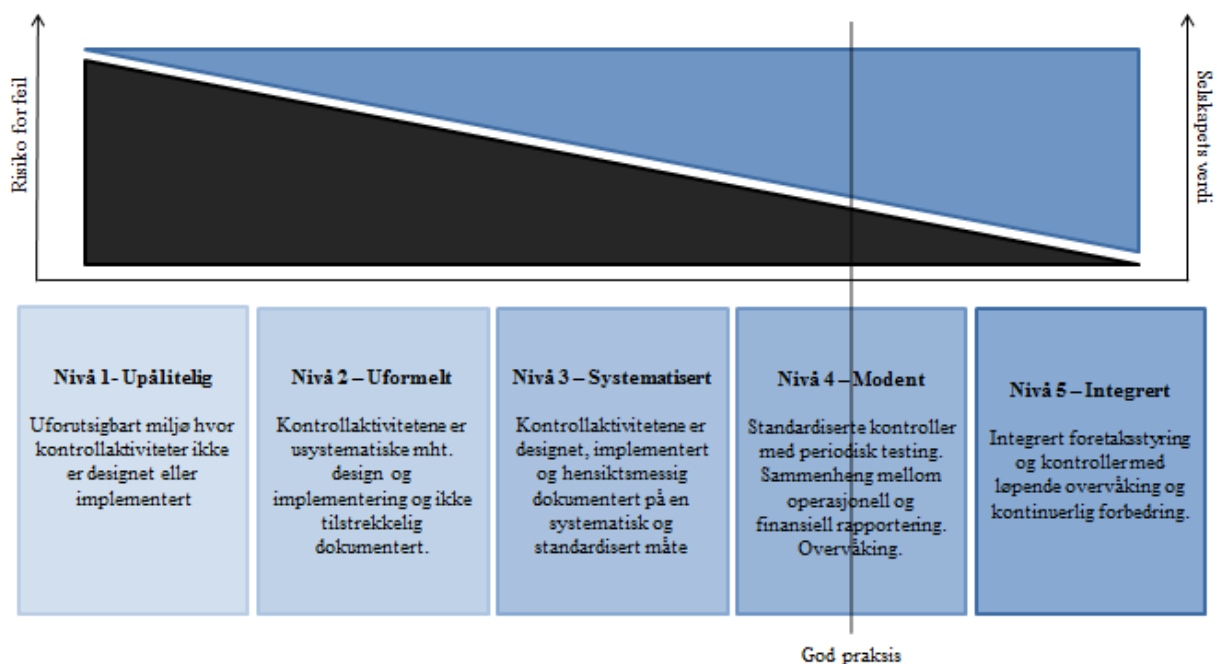 Risiko for feil
Selskapets verdi
Nivå 1- Upålitelig
Uforutsigbart miljø hvor
kontrollaktiviteter ikke
er designet eller
implementert
Nivå 2 – Uformelt
Kontrollaktivitetene er
usystematiske mht.
design og
implementering og ikke
tilstrekkelig
dokumentert.
Nivå 3 – Systematisert
Kontrollaktivitetene er
designet, implementert
og hensiktsmessig
dokumentert på en
systematisk og
standardisert måte
Nivå 4 – Modent
Standardiserte kontroller
med periodisk testing.
Sammenheng mellom
operasjonell og
finansiell rapportering.
Overvåking.
Nivå 5 – Integrert
Integrert foretaksstyring
og kontroller med
løpende overvåking og
kontinuerlig forbedring.
God praksis